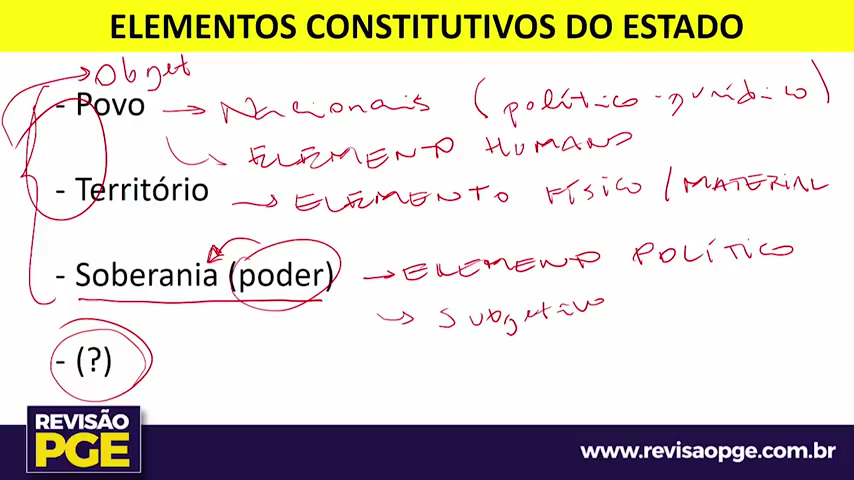 ELEMENTOS CONSTITUTIVOS DO ESTADO
Objet
- Povo → Nacionais (político-jurídico)
ELEMENTO HUMANO
- Território → ELEMENTO FÍSICO / MATERIAL
- Soberania (poder) → ELEMENTO POLÍTICO
→ Subjetivo
- (?)
REVISÃO
PGE
www.revisaopge.com.br